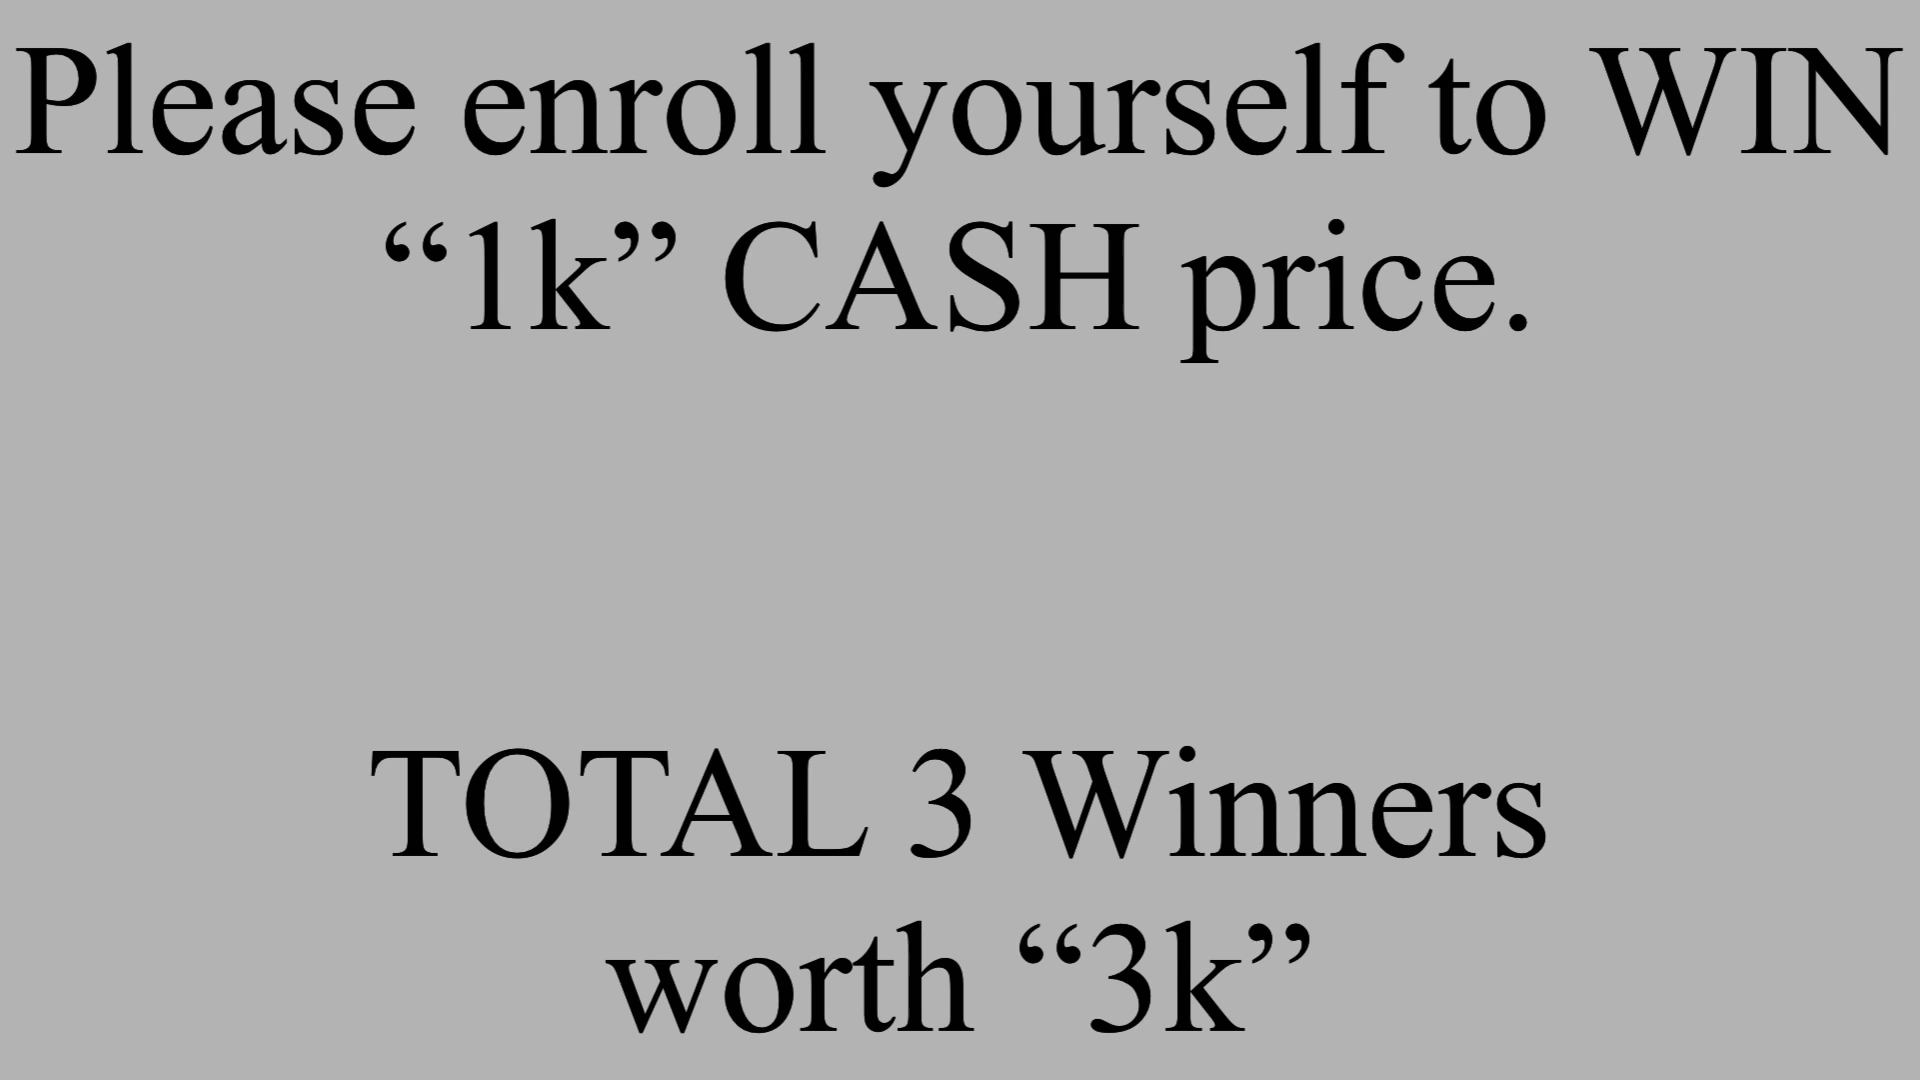 Please enroll yourself to WIN
“1k” CASH price.
TOTAL 3 Winners
worth “3k”